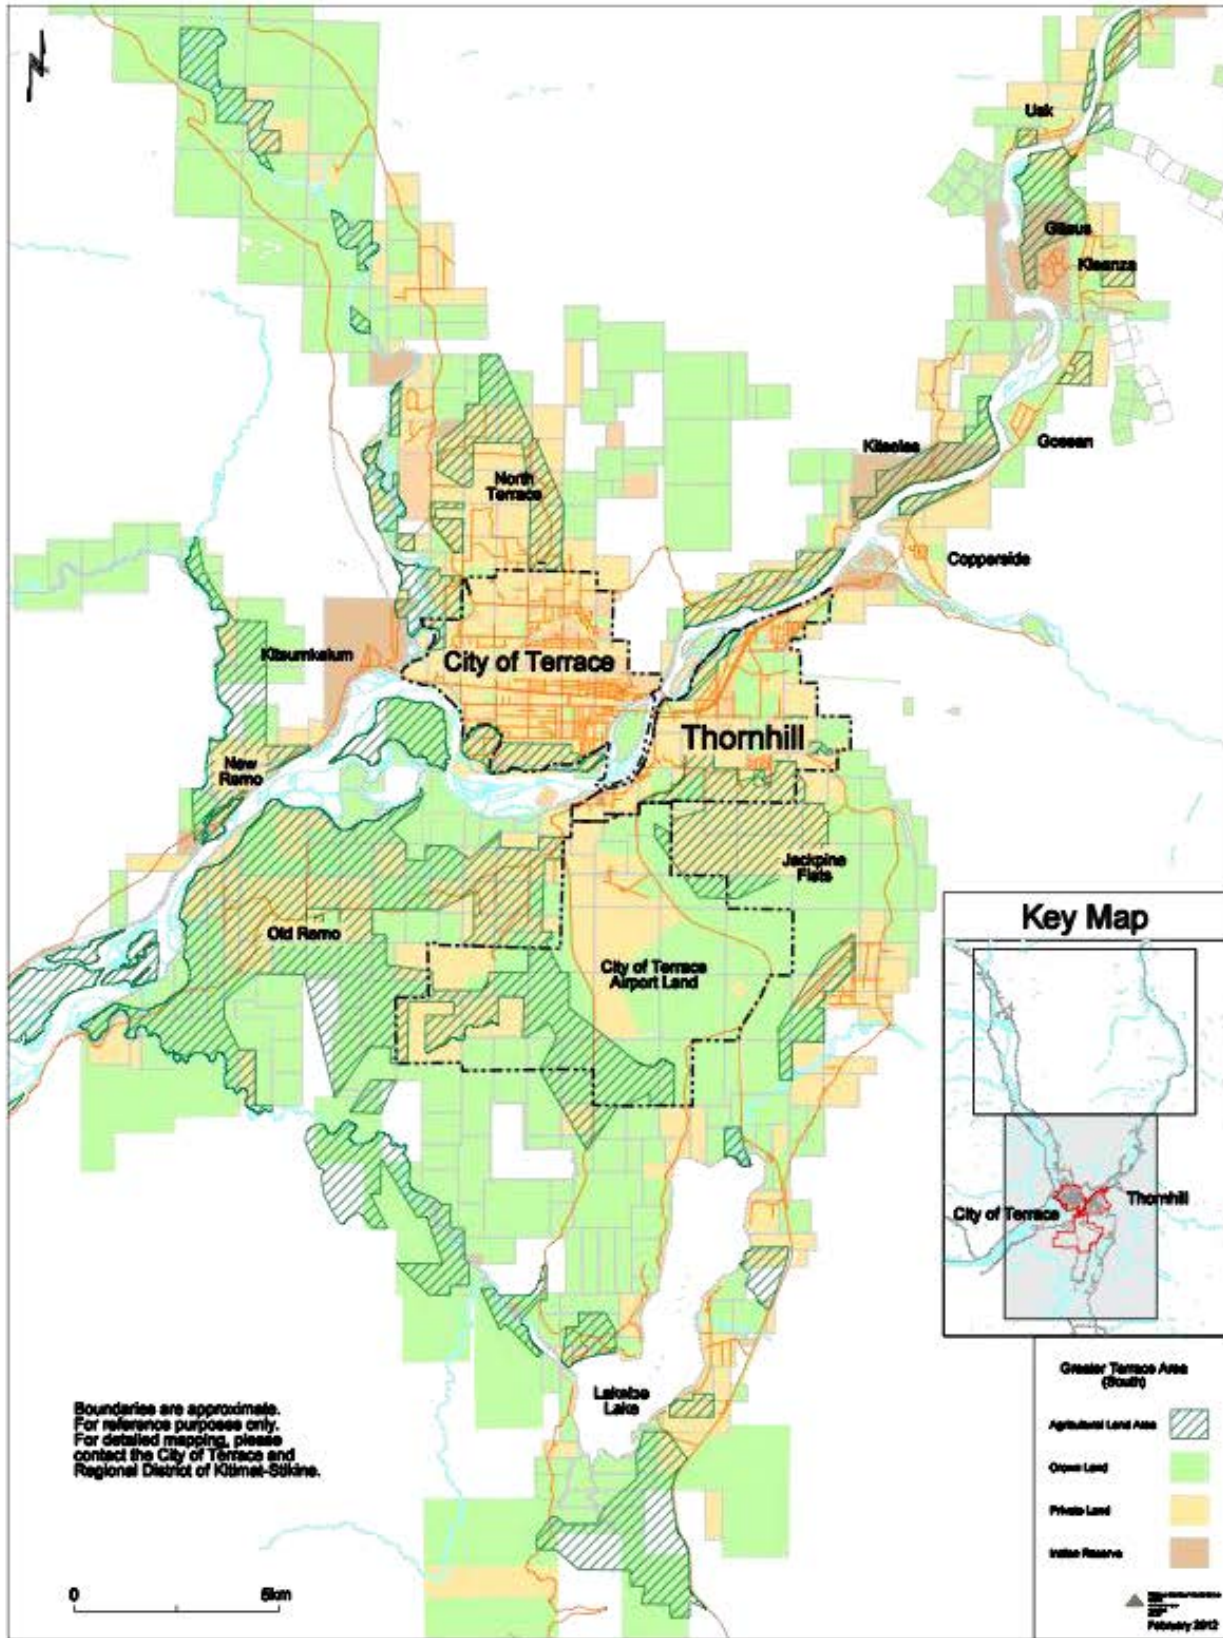 N
Usk
Gitaus
Kleanza
Kitselas
Gossan
North
Terrace
Copperside
Kitsumkalum
City of Terrace
Thornhill
New
Remo
Jackpine
Flats
Old Remo
City of Terrace
Airport Land
Key Map
City of Terrace
Thornhill
Lakelse
Lake
Boundaries are approximate.
For reference purposes only.
For detailed mapping, please
contact the City of Terrace and
Regional District of Kitimat-Stikine.
0 5km
Greater Terrace Area
(South)
Agricultural Land Area
Crown Land
Private Land
Indian Reserve
February 2012